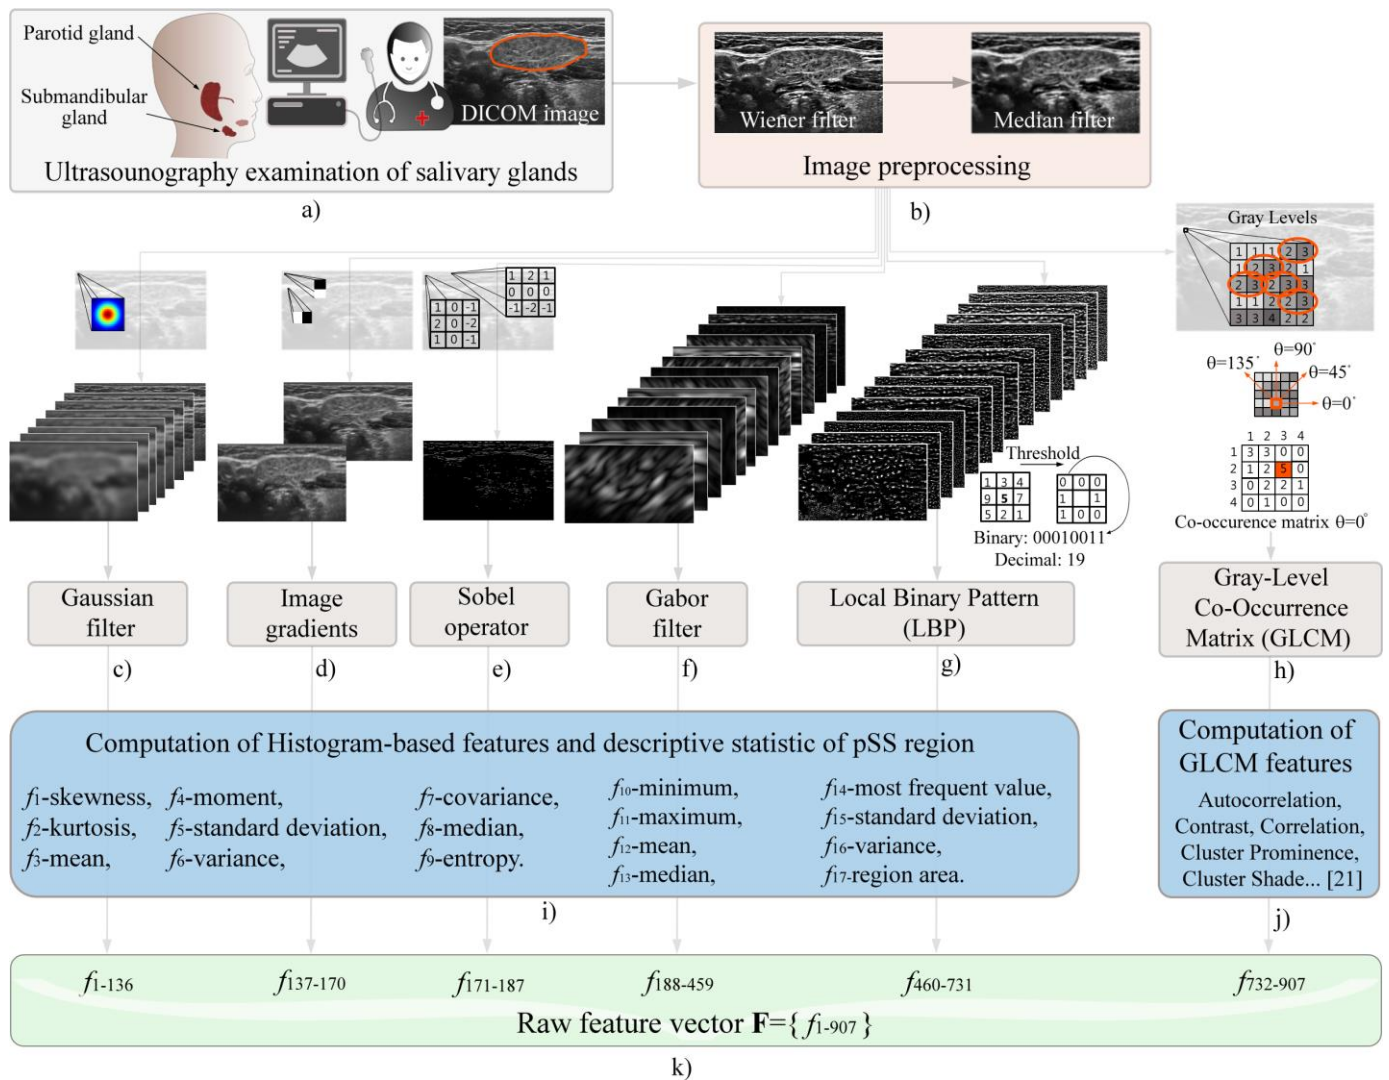 Parotid gland
Submandibular
gland
DICOM image
Ultrasounography examination of salivary glands
a)
Wiener filter
Median filter
Image preprocessing
b)
Gray Levels
1 1 1 2 3
1 2 3 2 1
2 3 2 3 3
1 1 2 2 3
3 3 4 2 2
1 0 -1
2 0 -2
1 0 -1
1 2 1
0 0 0
-1 -2 -1
θ=90°
θ=135°
θ=45°
θ=0°
1 2 3 4
1 3 3 0 0
2 1 2 5 0
3 0 2 2 1
4 0 1 0 0
Co-occurence matrix θ=0°
Threshold
1 3 4
9 5 7
5 2 1
0 0 0
1 1
1 0 0
Binary: 00010011
Decimal: 19
Gaussian
filter
c)
Image
gradients
d)
Sobel
operator
e)
Gabor
filter
f)
Local Binary Pattern
(LBP)
g)
Gray-Level
Co-Occurrence
Matrix (GLCM)
h)
Computation of Histogram-based features and descriptive statistic of pSS region
f1-skewness,
f2-kurtosis,
f3-mean,
f4-moment,
f5-standard deviation,
f6-variance,
f7-covariance,
f8-median,
f9-entropy.
f10-minimum,
f11-maximum,
f12-mean,
f13-median,
f14-most frequent value,
f15-standard deviation,
f16-variance,
f17-region area.
i)
Computation of
GLCM features
Autocorrelation,
Contrast, Correlation,
Cluster Prominence,
Cluster Shade... [21]
j)
f1-136
f137-170
f171-187
f188-459
f460-731
f732-907
Raw feature vector F={ f1-907 }
k)